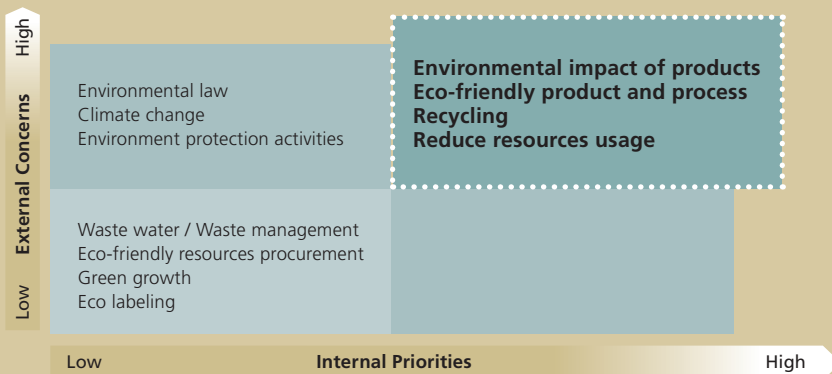 High
External Concerns
Low
Environmental law
Climate change
Environment protection activities
Environmental impact of products
Eco-friendly product and process
Recycling
Reduce resources usage
Waste water / Waste management
Eco-friendly resources procurement
Green growth
Eco labeling
Low
Internal Priorities
High